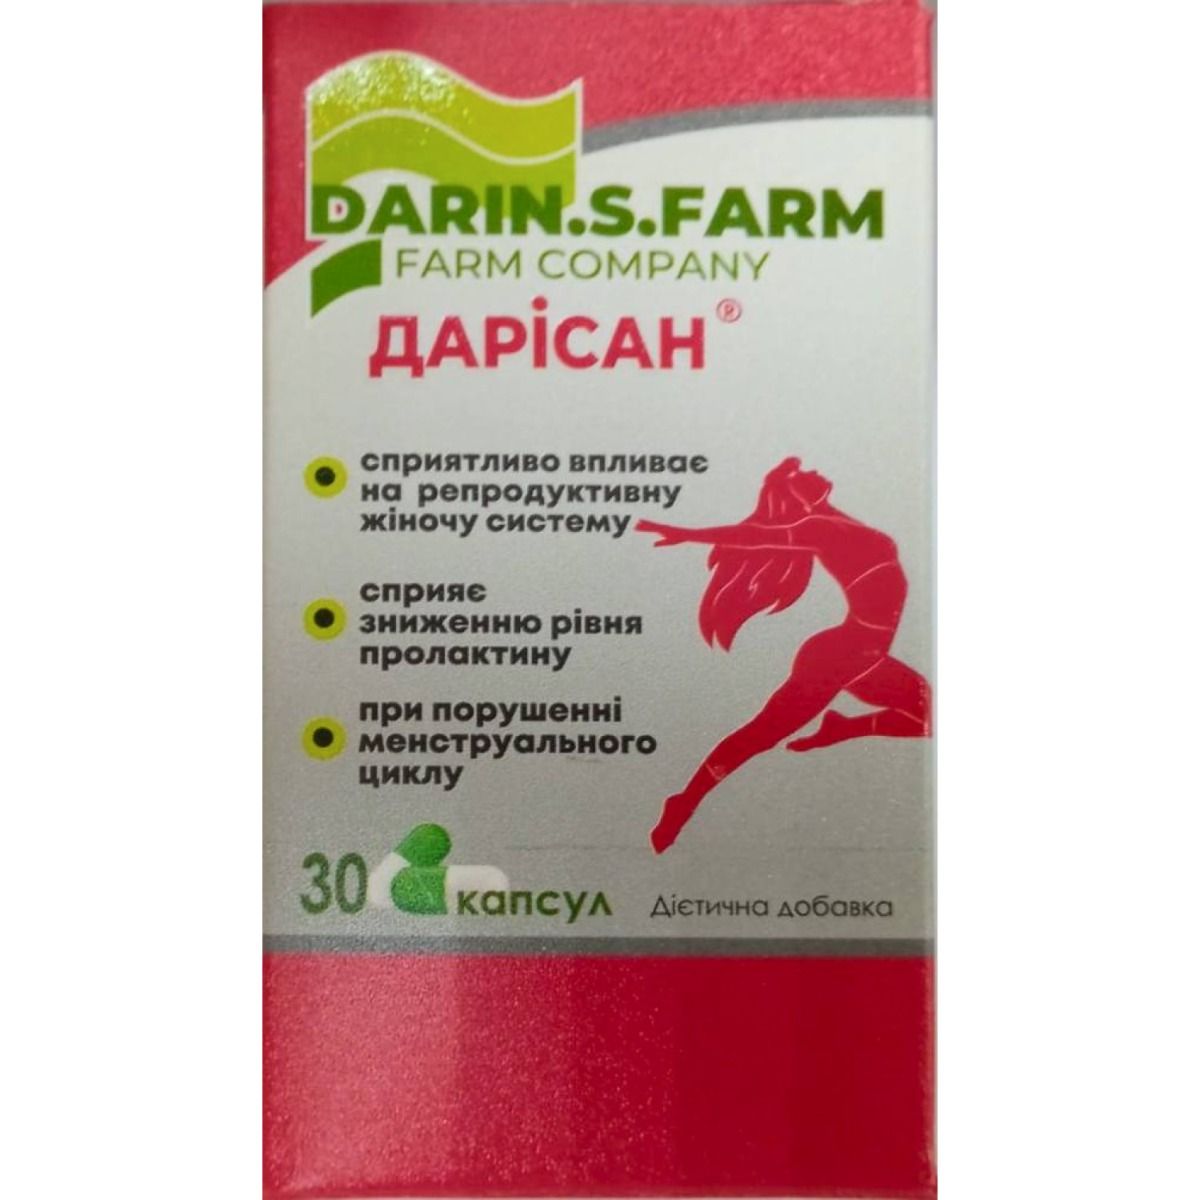 DARIN.S.FARM
FARM COMPANY
ДАРІСАН®
сприятливо впливає
на репродуктивну
жіночу систему
сприяє
зниженню рівня
пролактину
при порушенні
менструального
циклу
30 капсул
Дієтична добавка